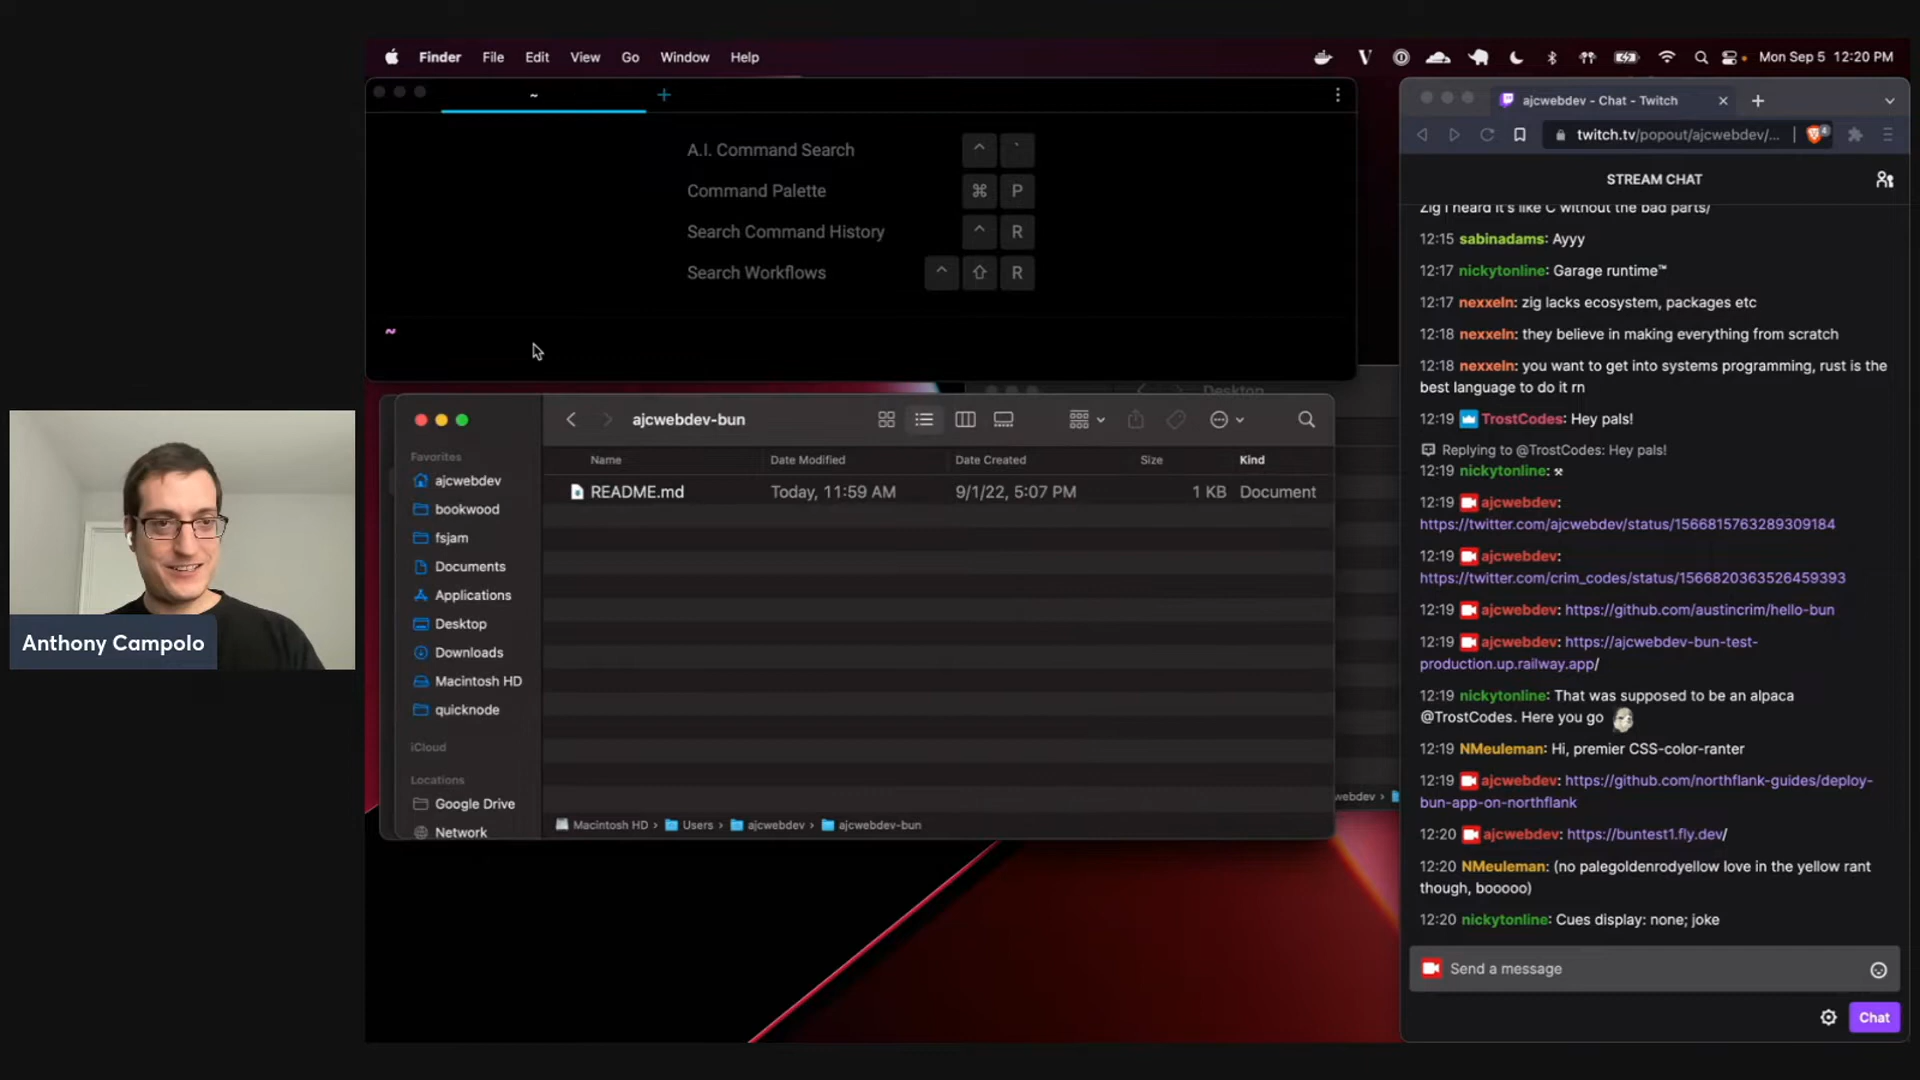 Finder File Edit View Go Window Help
Mon Sep 5 12:20 PM
~
A.I. Command Search ^ `
Command Palette ⌘ P
Search Command History ^ R
Search Workflows ^ ⇧ R
~
Desktop
ajcwebdev-bun
Favorites
ajcwebdev
bookwood
fsjam
Documents
Applications
Desktop
Downloads
Macintosh HD
quicknode
iCloud
Locations
Google Drive
Network
Name Date Modified Date Created Size Kind
README.md Today, 11:59 AM 9/1/22, 5:07 PM 1 KB Document
Macintosh HD › Users › ajcwebdev › ajcwebdev-bun
webdev ›
Anthony Campolo
ajcwebdev - Chat - Twitch
twitch.tv/popout/ajcwebdev/...
4
STREAM CHAT
Zig I heard it's like C without the bad parts/
12:15 sabinadams: Ayyy
12:17 nickytonline: Garage runtime™
12:17 nexxeln: zig lacks ecosystem, packages etc
12:18 nexxeln: they believe in making everything from scratch
12:18 nexxeln: you want to get into systems programming, rust is the
best language to do it rn
12:19 TrostCodes: Hey pals!
Replying to @TrostCodes: Hey pals!
12:19 nickytonline:
12:19 ajcwebdev:
https://twitter.com/ajcwebdev/status/1566815763289309184
12:19 ajcwebdev:
https://twitter.com/crim_codes/status/1566820363526459393
12:19 ajcwebdev: https://github.com/austincrim/hello-bun
12:19 ajcwebdev: https://ajcwebdev-bun-test-
production.up.railway.app/
12:19 nickytonline: That was supposed to be an alpaca
@TrostCodes. Here you go
12:19 NMeuleman: Hi, premier CSS-color-ranter
12:19 ajcwebdev: https://github.com/northflank-guides/deploy-
bun-app-on-northflank
12:20 ajcwebdev: https://buntest1.fly.dev/
12:20 NMeuleman: (no palegoldenrodyellow love in the yellow rant
though, booooo)
12:20 nickytonline: Cues display: none; joke
Send a message
Chat